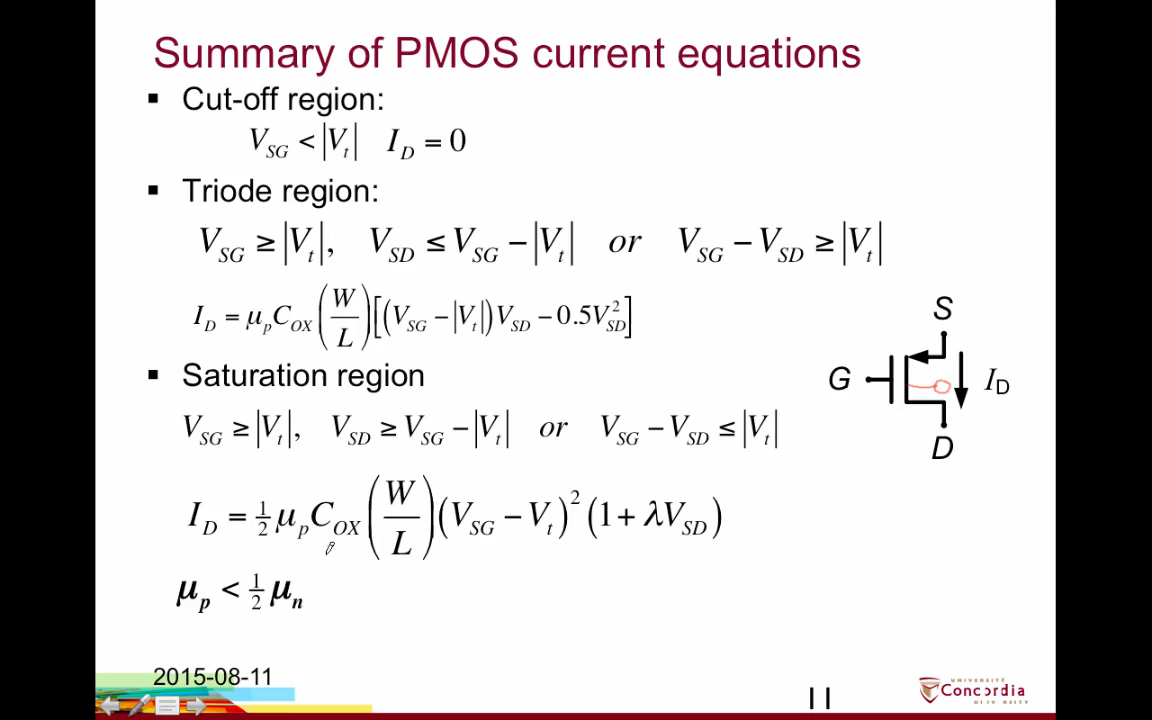 Summary of PMOS current equations
▪ Cut-off region:
V_SG < |V_t| I_D = 0
▪ Triode region:
V_SG ≥ |V_t|, V_SD ≤ V_SG − |V_t| or V_SG − V_SD ≥ |V_t|
I_D = μ_p C_OX (W/L) [(V_SG − |V_t|) V_SD − 0.5V_SD^2]
▪ Saturation region
V_SG ≥ |V_t|, V_SD ≥ V_SG − |V_t| or V_SG − V_SD ≤ |V_t|
I_D = ½ μ_p C_OX (W/L) (V_SG − V_t)^2 (1 + λV_SD)
μ_p < ½ μ_n
S
G
I_D
D
2015-08-11
11
UNIVERSITÉ
Concordia
UNIVERSITY